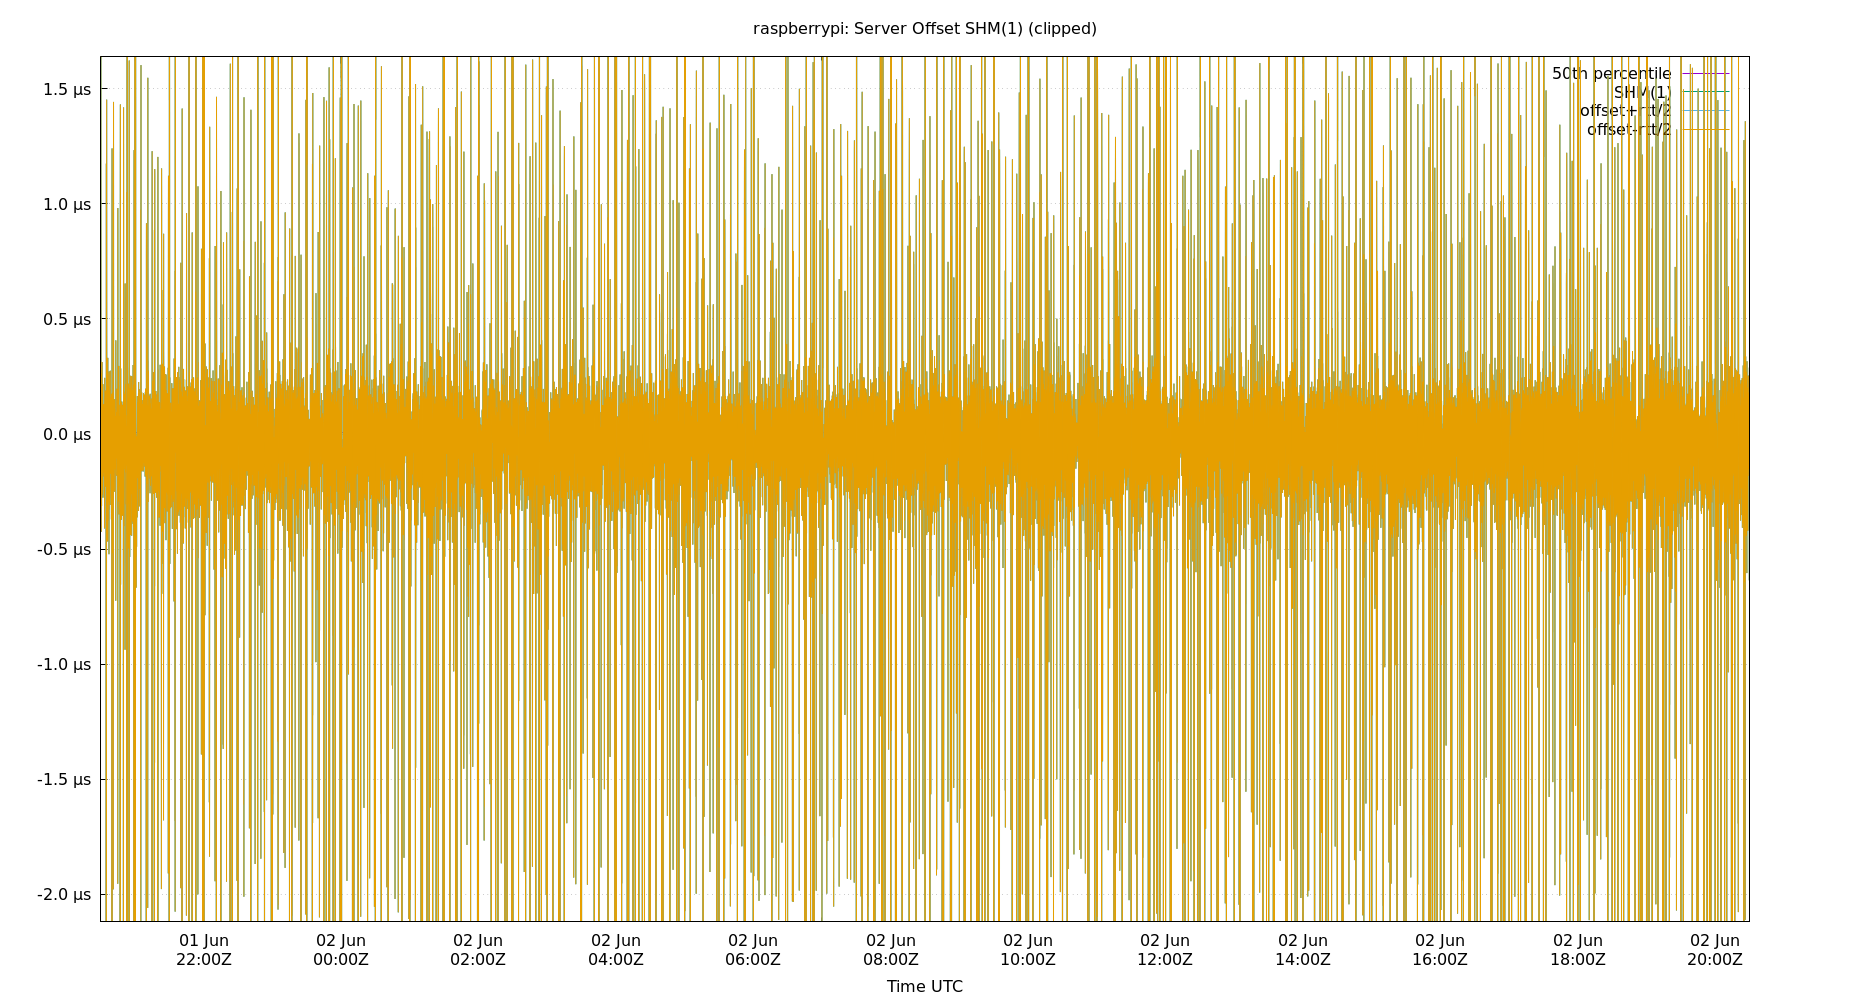 raspberrypi: Server Offset SHM(1) (clipped)
50th percentile
SHM(1)
offset+rtt/2
offset-rtt/2
1.5 µs
1.0 µs
0.5 µs
0.0 µs
-0.5 µs
-1.0 µs
-1.5 µs
-2.0 µs
01 Jun 02 Jun 02 Jun 02 Jun 02 Jun 02 Jun 02 Jun 02 Jun 02 Jun 02 Jun 02 Jun 02 Jun
22:00Z 00:00Z 02:00Z 04:00Z 06:00Z 08:00Z 10:00Z 12:00Z 14:00Z 16:00Z 18:00Z 20:00Z
Time UTC